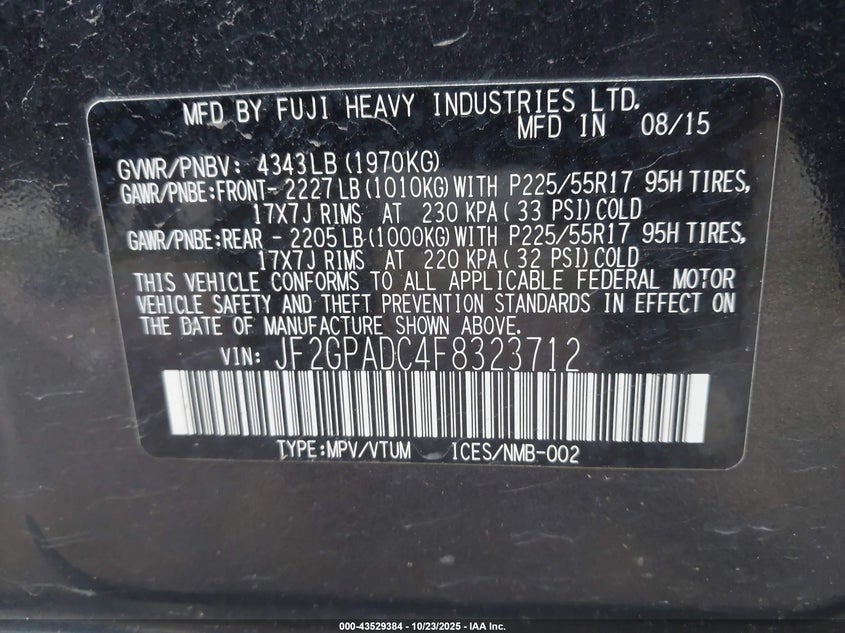 MFD BY FUJI HEAVY INDUSTRIES LTD.
MFD IN 08/15
GVWR/PNBV: 4343LB (1970KG)
GAWR/PNBE:FRONT- 2227LB (1010KG) WITH P225/55R17 95H TIRES,
17X7J RIMS AT 230 KPA ( 33 PSI) COLD
GAWR/PNBE:REAR - 2205LB (1000KG) WITH P225/55R17 95H TIRES,
17X7J RIMS AT 220 KPA ( 32 PSI) COLD
THIS VEHICLE CONFORMS TO ALL APPLICABLE FEDERAL MOTOR
VEHICLE SAFETY AND THEFT PREVENTION STANDARDS IN EFFECT ON
THE DATE OF MANUFACTURE SHOWN ABOVE.
VIN: JF2GPADC4F8323712
TYPE:MPV/VTUM ICES/NMB-002
000-43529384 | 10/23/2025 - IAA Inc.